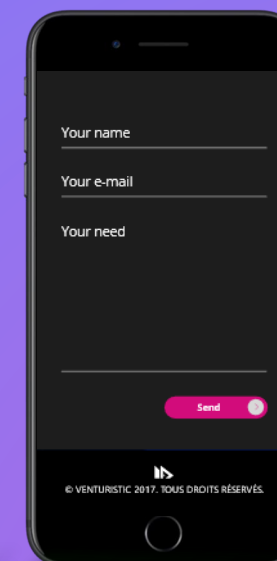 Your name
Your e-mail
Your need
Send
© VENTURISTIC 2017. TOUS DROITS RÉSERVÉS.